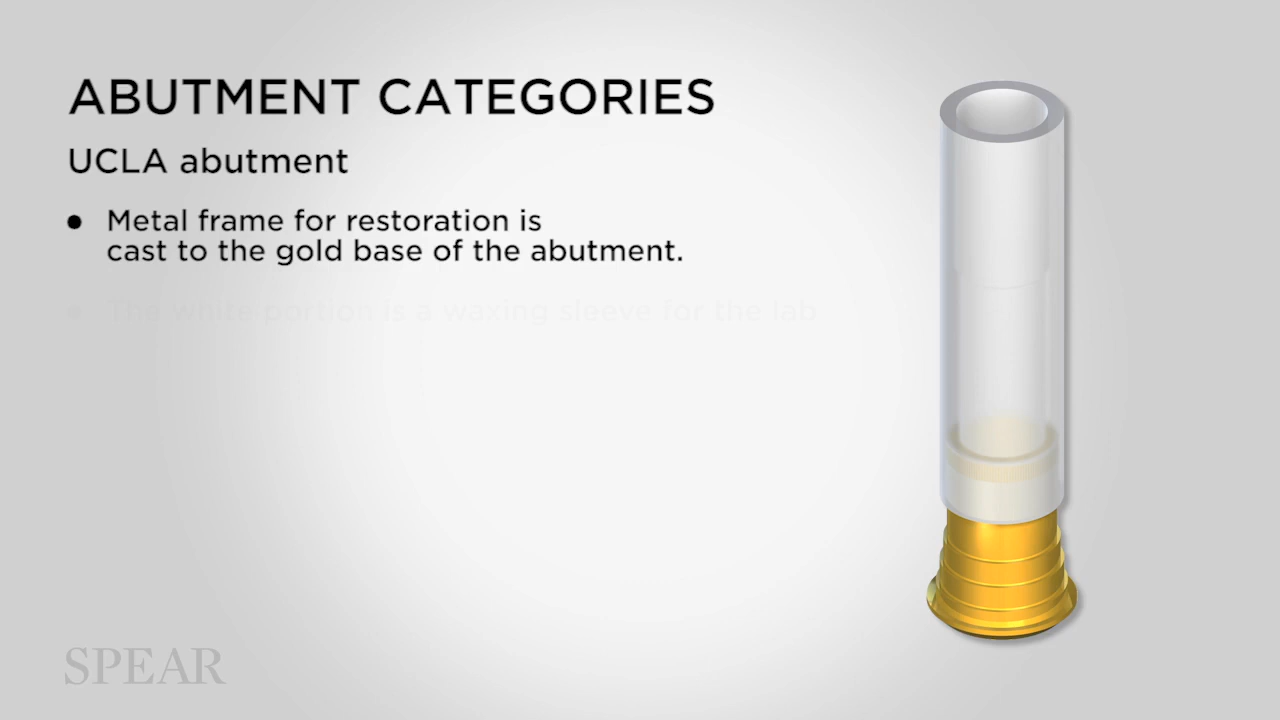 ABUTMENT CATEGORIES
UCLA abutment
• Metal frame for restoration is
cast to the gold base of the abutment.
• The white portion is a waxing sleeve for the lab
SPEAR